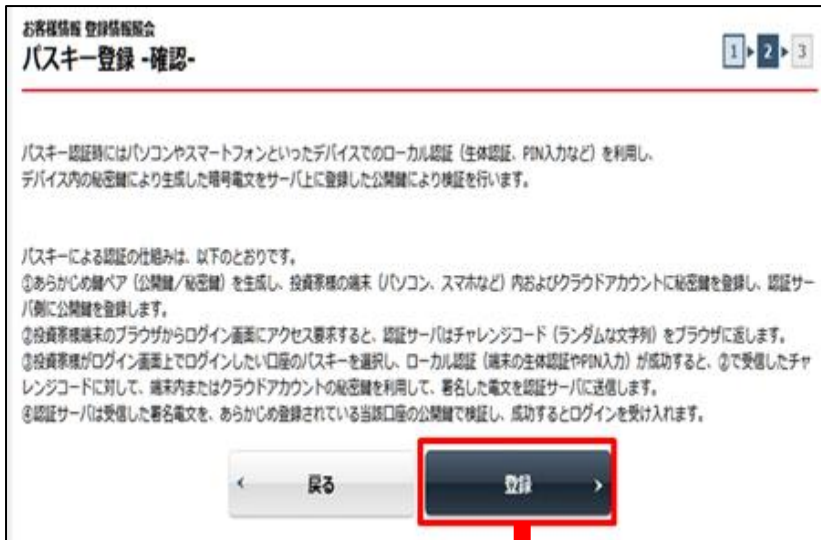 お客様情報 登録情報照会
パスキー登録 -確認-
1 2 3
パスキー認証時にはパソコンやスマートフォンといったデバイスでのローカル認証（生体認証、PIN入力など）を利用し、
デバイス内の秘密鍵により生成した暗号電文をサーバ上に登録した公開鍵により検証を行います。
パスキーによる認証の仕組みは、以下のとおりです。
①あらかじめ鍵ペア（公開鍵／秘密鍵）を生成し、投資家様の端末（パソコン、スマホなど）内およびクラウドアカウントに秘密鍵を登録し、認証サー
バ側に公開鍵を登録します。
②投資家様端末のブラウザからログイン画面にアクセス要求すると、認証サーバはチャレンジコード（ランダムな文字列）をブラウザに返します。
③投資家様がログイン画面上でログインしたい口座のパスキーを選択し、ローカル認証（端末の生体認証やPIN入力）が成功すると、②で受信したチャ
レンジコードに対して、端末内またはクラウドアカウントの秘密鍵を利用して、署名した電文を認証サーバに送信します。
④認証サーバは受信した署名電文を、あらかじめ登録されている当該口座の公開鍵で検証し、成功するとログインを受け入れます。
戻る 登録